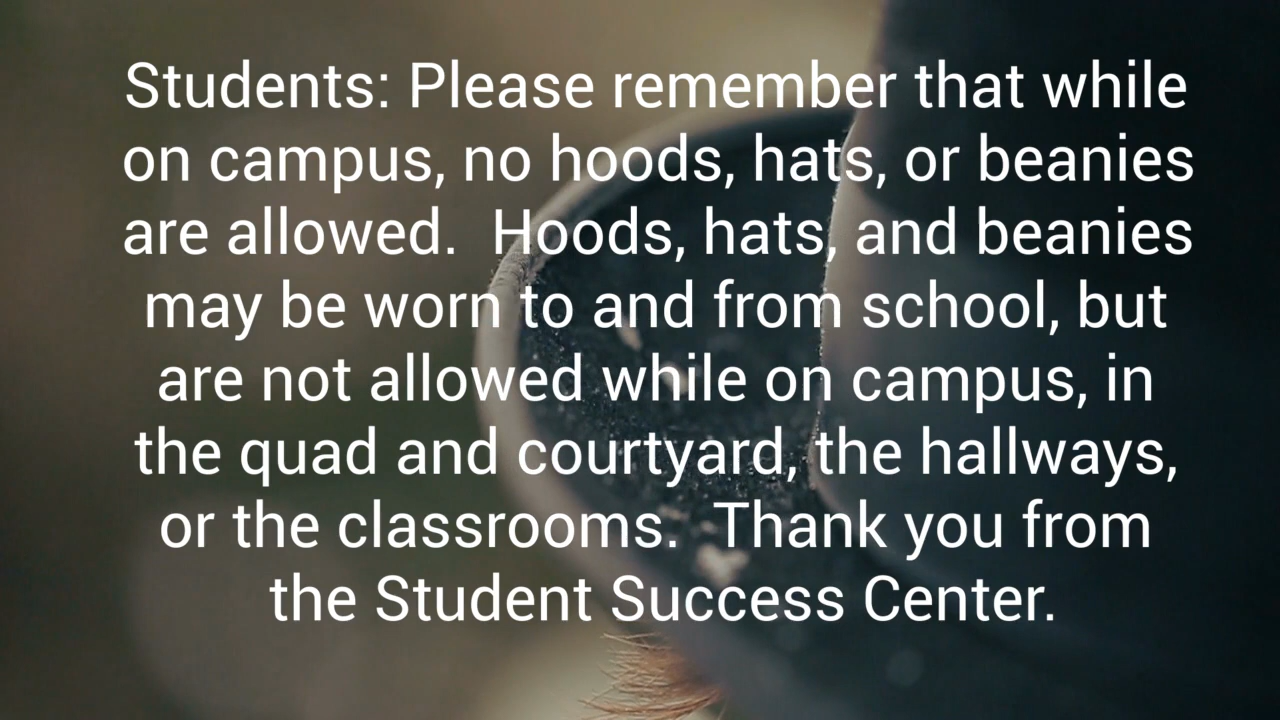 Students: Please remember that while
on campus, no hoods, hats, or beanies
are allowed.  Hoods, hats, and beanies
may be worn to and from school, but
are not allowed while on campus, in
the quad and courtyard, the hallways,
or the classrooms.  Thank you from
the Student Success Center.